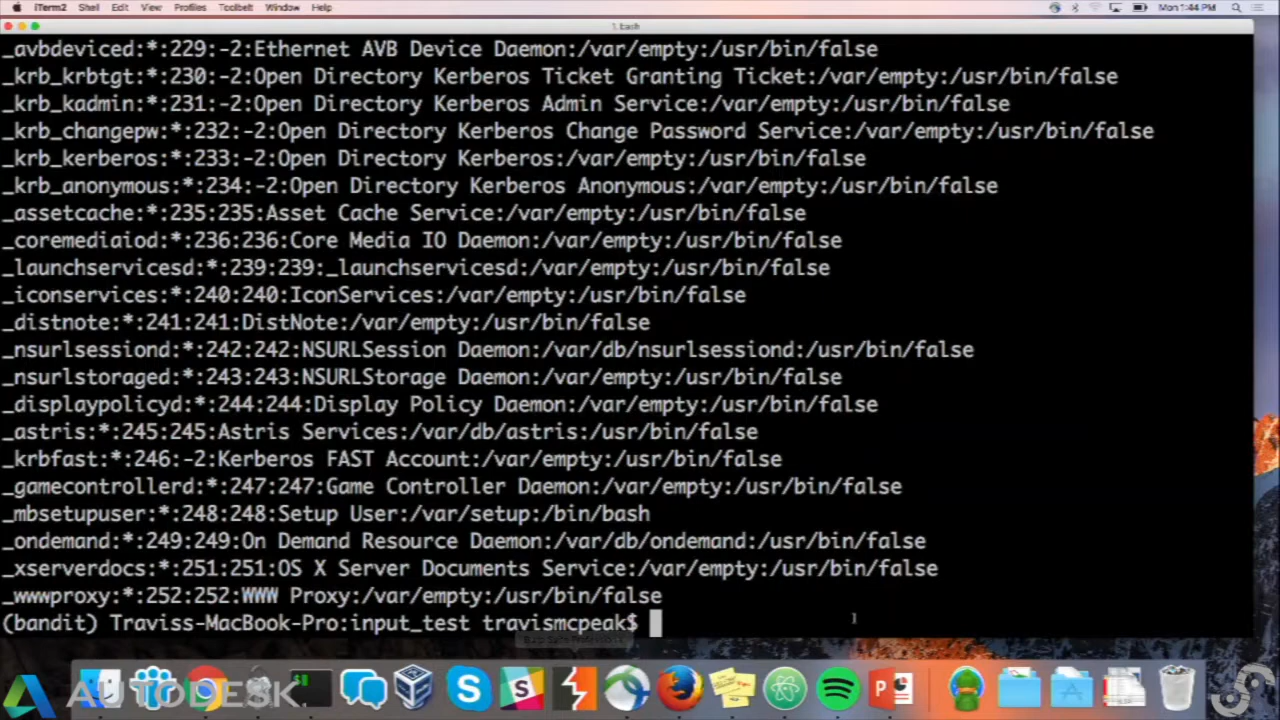 iTerm2 Shell Edit View Profiles Toolbelt Window Help Mon 1:44 PM
1. bash
_avbdeviced:*:229:-2:Ethernet AVB Device Daemon:/var/empty:/usr/bin/false
_krb_krbtgt:*:230:-2:Open Directory Kerberos Ticket Granting Ticket:/var/empty:/usr/bin/false
_krb_kadmin:*:231:-2:Open Directory Kerberos Admin Service:/var/empty:/usr/bin/false
_krb_changepw:*:232:-2:Open Directory Kerberos Change Password Service:/var/empty:/usr/bin/false
_krb_kerberos:*:233:-2:Open Directory Kerberos:/var/empty:/usr/bin/false
_krb_anonymous:*:234:-2:Open Directory Kerberos Anonymous:/var/empty:/usr/bin/false
_assetcache:*:235:235:Asset Cache Service:/var/empty:/usr/bin/false
_coremediaiod:*:236:236:Core Media IO Daemon:/var/empty:/usr/bin/false
_launchservicesd:*:239:239:_launchservicesd:/var/empty:/usr/bin/false
_iconservices:*:240:240:IconServices:/var/empty:/usr/bin/false
_distnote:*:241:241:DistNote:/var/empty:/usr/bin/false
_nsurlsessiond:*:242:242:NSURLSession Daemon:/var/db/nsurlsessiond:/usr/bin/false
_nsurlstoraged:*:243:243:NSURLStorage Daemon:/var/empty:/usr/bin/false
_displaypolicyd:*:244:244:Display Policy Daemon:/var/empty:/usr/bin/false
_astris:*:245:245:Astris Services:/var/db/astris:/usr/bin/false
_krbfast:*:246:-2:Kerberos FAST Account:/var/empty:/usr/bin/false
_gamecontrollerd:*:247:247:Game Controller Daemon:/var/empty:/usr/bin/false
_mbsetupuser:*:248:248:Setup User:/var/setup:/bin/bash
_ondemand:*:249:249:On Demand Resource Daemon:/var/db/ondemand:/usr/bin/false
_xserverdocs:*:251:251:OS X Server Documents Service:/var/empty:/usr/bin/false
_wwwproxy:*:252:252:WWW Proxy:/var/empty:/usr/bin/false
(bandit) Traviss-MacBook-Pro:input_test travismcpeak$
AUTODESK.